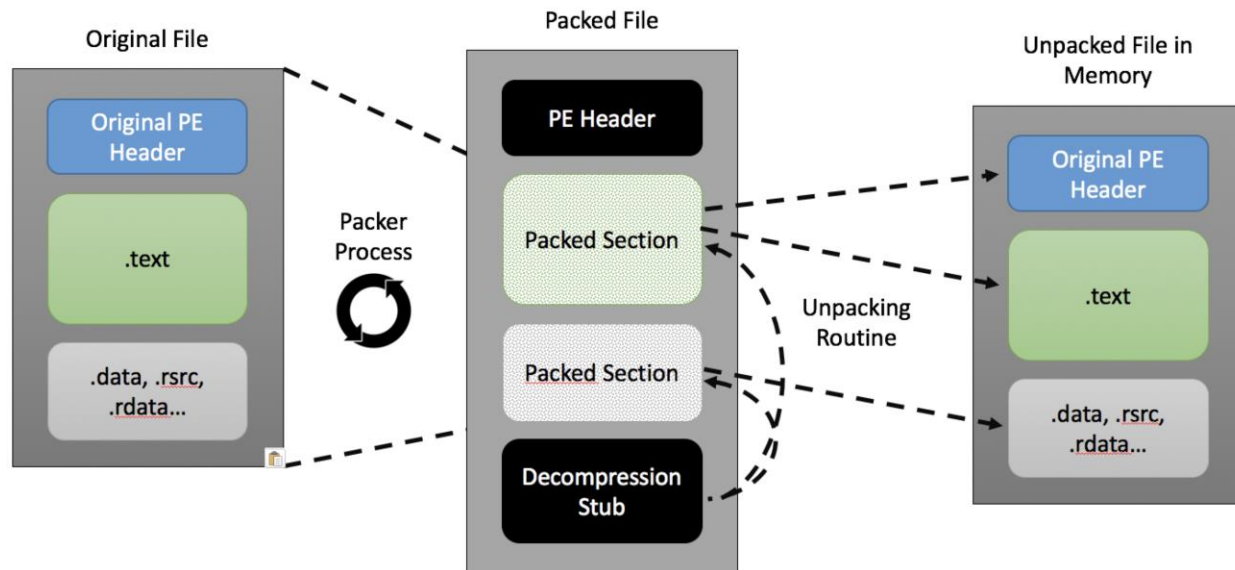 Original File
Original PE
Header
.text
.data, .rsrc,
.rdata...
Packer
Process
Packed File
PE Header
Packed Section
Packed Section
Decompression
Stub
Unpacking
Routine
Unpacked File in
Memory
Original PE
Header
.text
.data, .rsrc,
.rdata...